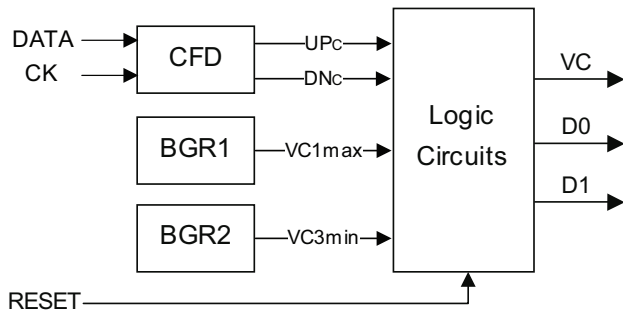 DATA
CK
CFD
UPC
DNC
BGR1
VC1max
BGR2
VC3min
RESET
Logic
Circuits
VC
D0
D1